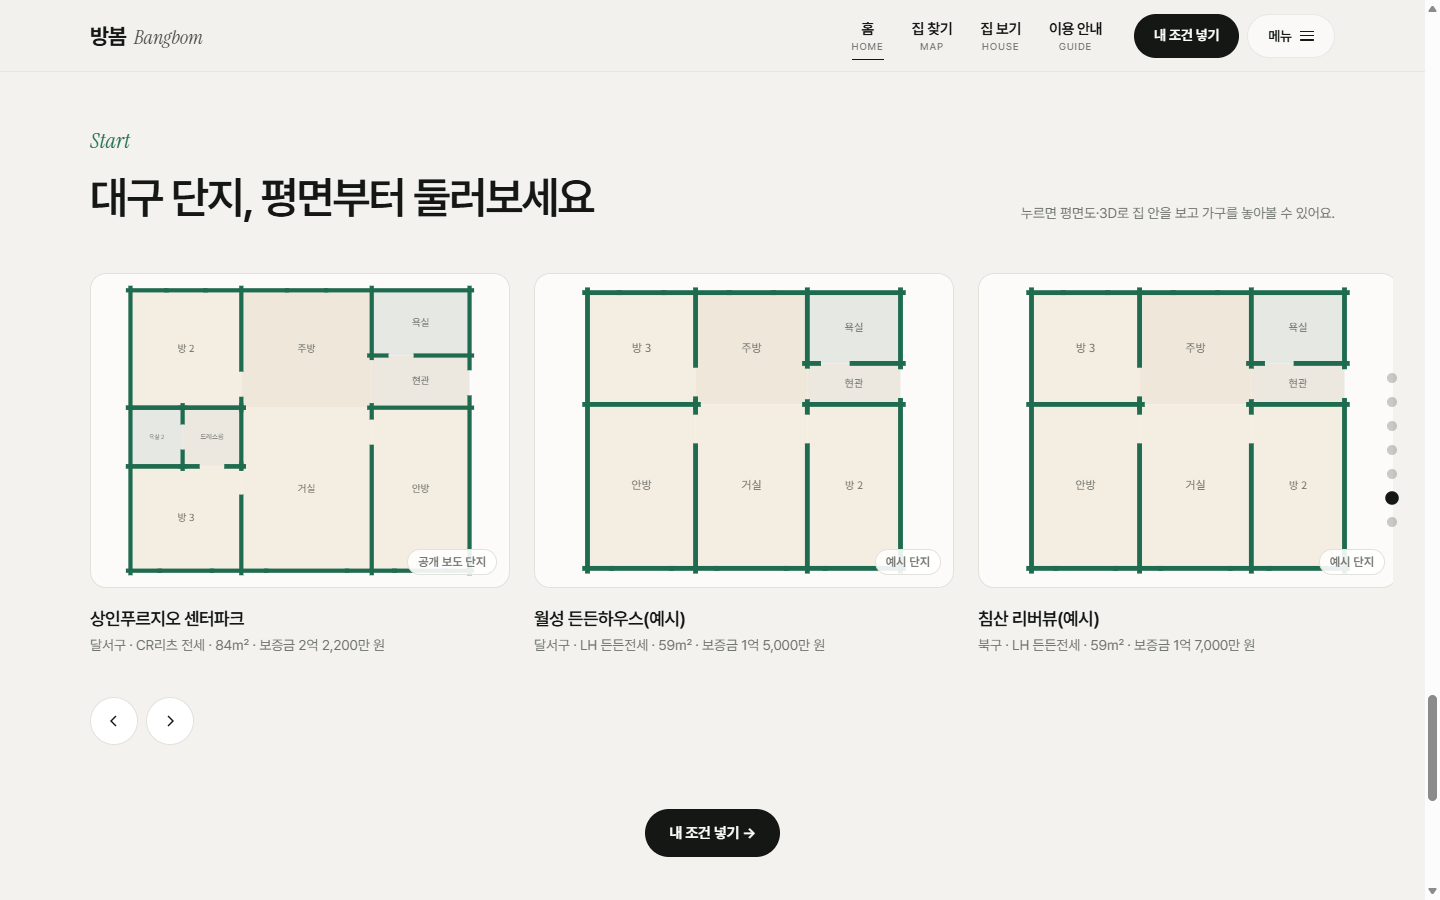 방봄 Bangbom
홈
HOME
집 찾기
MAP
집 보기
HOUSE
이용 안내
GUIDE
내 조건 넣기
메뉴
Start
대구 단지, 평면부터 둘러보세요
누르면 평면도·3D로 집 안을 보고 가구를 놓아볼 수 있어요.
방 2
주방
욕실
현관
욕실 2
드레스룸
거실
안방
방 3
공개 보도 단지
방 3
주방
욕실
현관
안방
거실
방 2
예시 단지
방 3
주방
욕실
현관
안방
거실
방 2
예시 단지
상인푸르지오 센터파크
달서구 · CR리츠 전세 · 84m² · 보증금 2억 2,200만 원
월성 든든하우스(예시)
달서구 · LH 든든전세 · 59m² · 보증금 1억 5,000만 원
침산 리버뷰(예시)
북구 · LH 든든전세 · 59m² · 보증금 1억 7,000만 원
내 조건 넣기 →